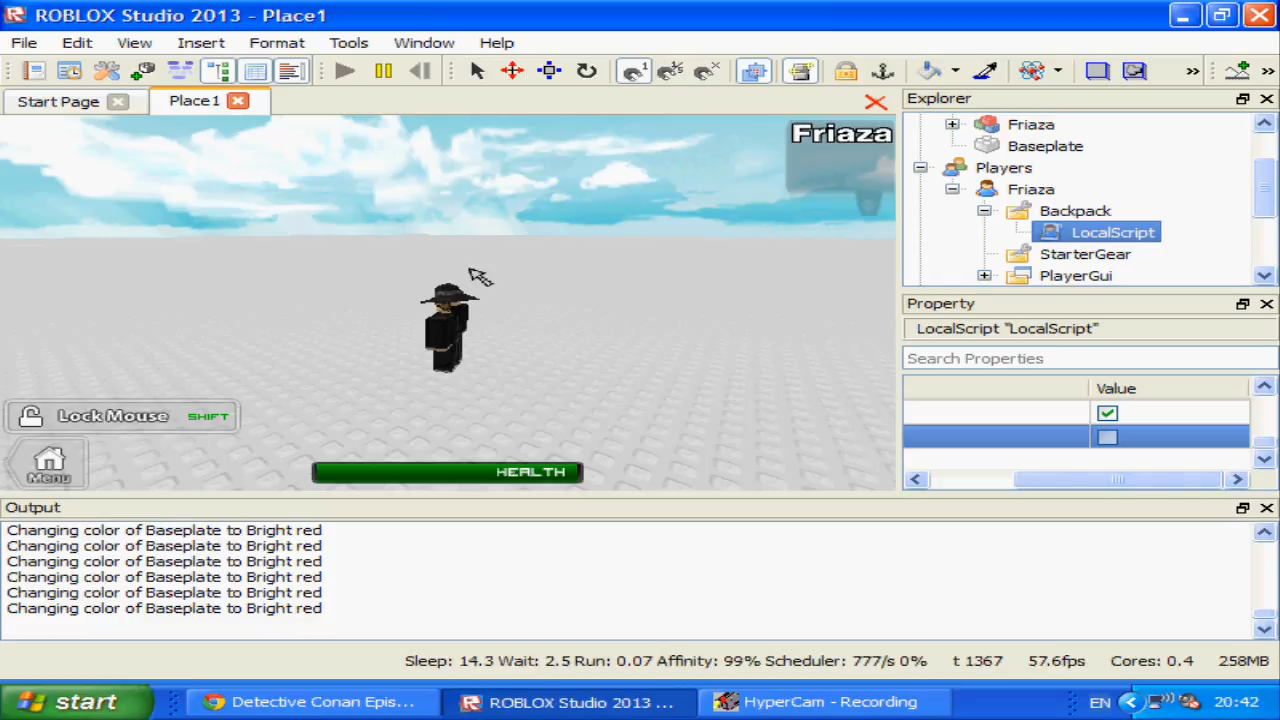 ROBLOX Studio 2013 - Place1
File Edit View Insert Format Tools Window Help
Start Page Place1
Friaza
Lock Mouse SHIFT
Menu
HEALTH
Explorer
Friaza
Baseplate
Players
Friaza
Backpack
LocalScript
StarterGear
PlayerGui
Property
LocalScript "LocalScript"
Search Properties
Value
Output
Changing color of Baseplate to Bright red
Changing color of Baseplate to Bright red
Changing color of Baseplate to Bright red
Changing color of Baseplate to Bright red
Changing color of Baseplate to Bright red
Changing color of Baseplate to Bright red
Sleep: 14.3 Wait: 2.5 Run: 0.07 Affinity: 99% Scheduler: 777/s 0% t 1367 57.6fps Cores: 0.4 258MB
start Detective Conan Epis... ROBLOX Studio 2013 ... HyperCam - Recording EN 20:42